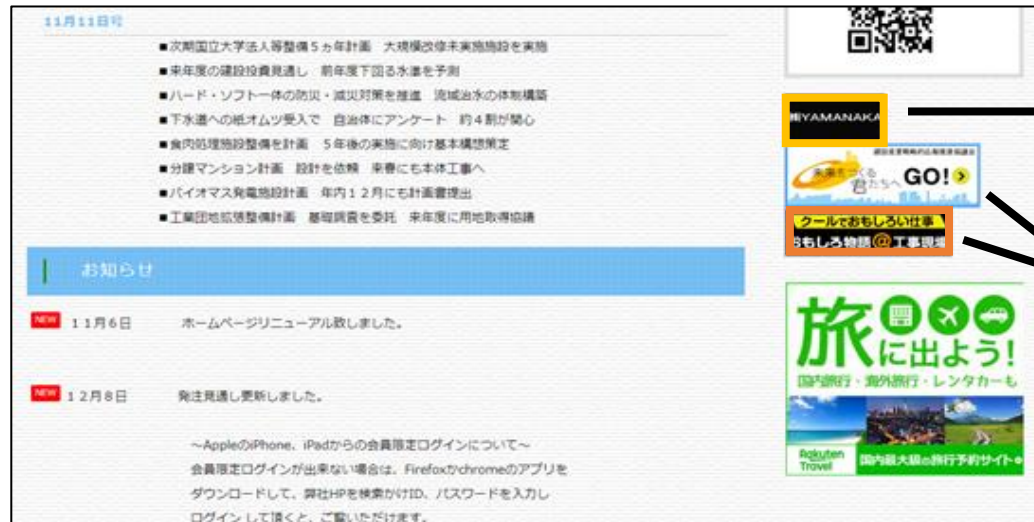 11月11日号
■次期国立大学法人等整備5ヵ年計画 大規模改修未実施施設を実施
■来年度の建設投資見通し 前年度下回る水準を予測
■ハード・ソフト一体の防災・減災対策を推進 流域治水の体制構築
■下水道への紙オムツ受入で 自治体にアンケート 約4割が関心
■食肉処理施設整備を計画 5年後の実施に向け基本構想策定
■分譲マンション計画 設計を依頼 来春にも本体工事へ
■バイオマス発電施設計画 年内12月にも計画書提出
■工業団地拡張整備計画 基礎調査を委託 来年度に用地取得協議
お知らせ
NEW 11月6日 ホームページリニューアル致しました。
NEW 12月8日 発注見通し更新しました。
～AppleのiPhone、iPadからの会員限定ログインについて～
会員限定ログインが出来ない場合は、Firefoxかchromeのアプリを
ダウンロードして、弊社HPを検索かけID、パスワードを入力し
ログインして頂くと、ご覧いただけます。
YAMANAKA
未来をつくる
君たちへ GO!
クールでおもしろい仕事
おもしろ物語@工事現場
旅に出よう!
国内旅行・海外旅行・レンタカーも
Rakuten Travel 国内最大級の旅行予約サイト